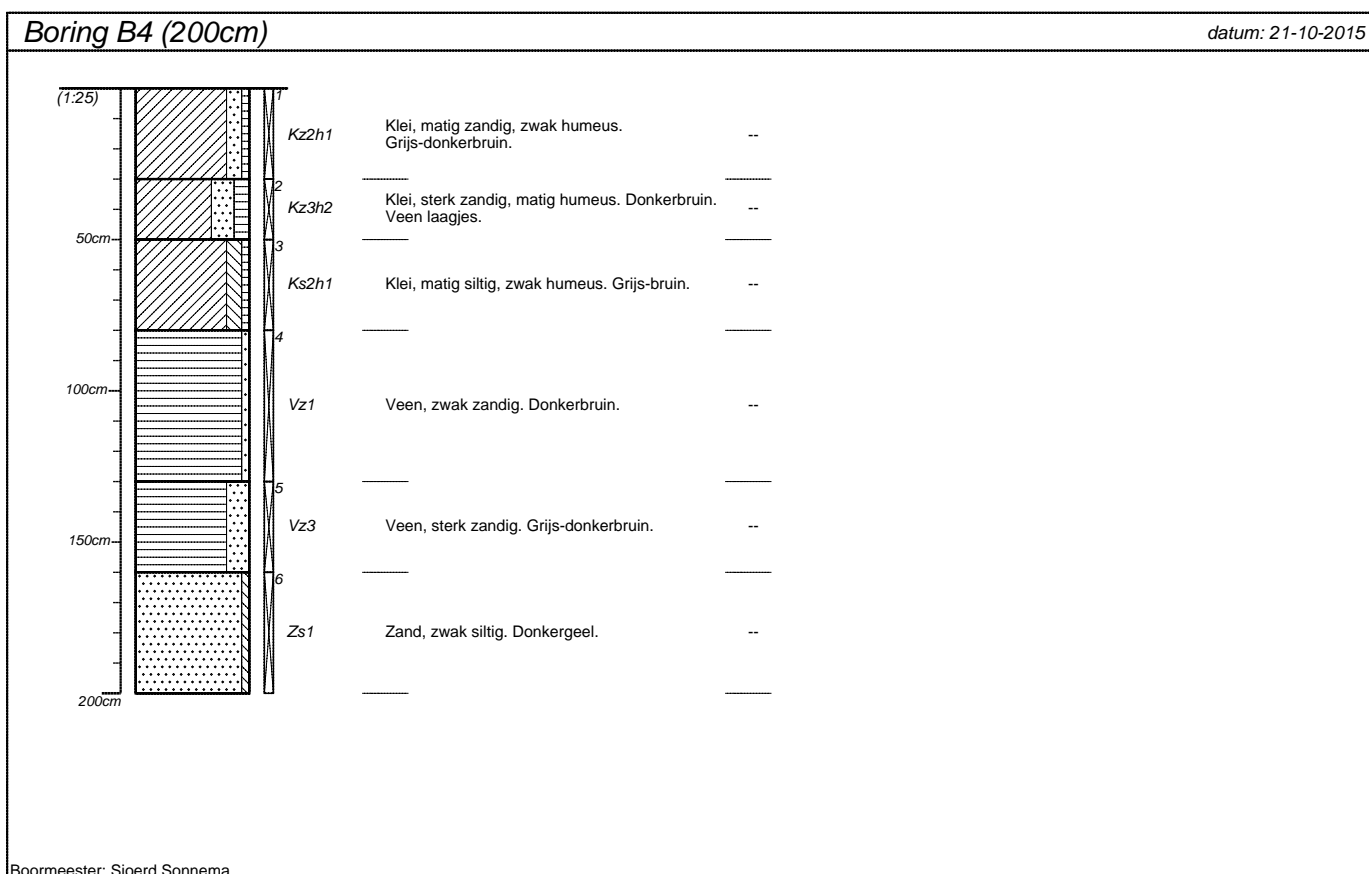 Boring B4 (200cm)
datum: 21-10-2015
(1:25)
1
Kz2h1
Klei, matig zandig, zwak humeus.
Grijs-donkerbruin.
--
2
Kz3h2
Klei, sterk zandig, matig humeus. Donkerbruin.
Veen laagjes.
--
50cm
3
Ks2h1
Klei, matig siltig, zwak humeus. Grijs-bruin.
--
4
100cm
Vz1
Veen, zwak zandig. Donkerbruin.
--
5
Vz3
Veen, sterk zandig. Grijs-donkerbruin.
--
150cm
6
Zs1
Zand, zwak siltig. Donkergeel.
--
200cm
Boormeester: Sjoerd Sonnema